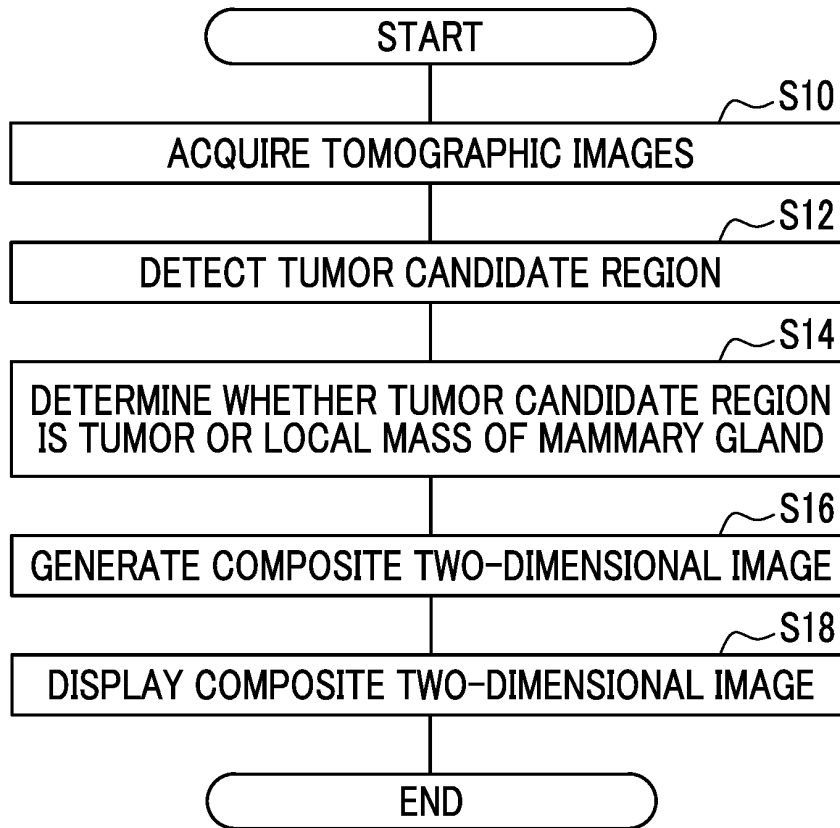 START
S10
ACQUIRE TOMOGRAPHIC IMAGES
S12
DETECT TUMOR CANDIDATE REGION
S14
DETERMINE WHETHER TUMOR CANDIDATE REGION
IS TUMOR OR LOCAL MASS OF MAMMARY GLAND
S16
GENERATE COMPOSITE TWO-DIMENSIONAL IMAGE
S18
DISPLAY COMPOSITE TWO-DIMENSIONAL IMAGE
END